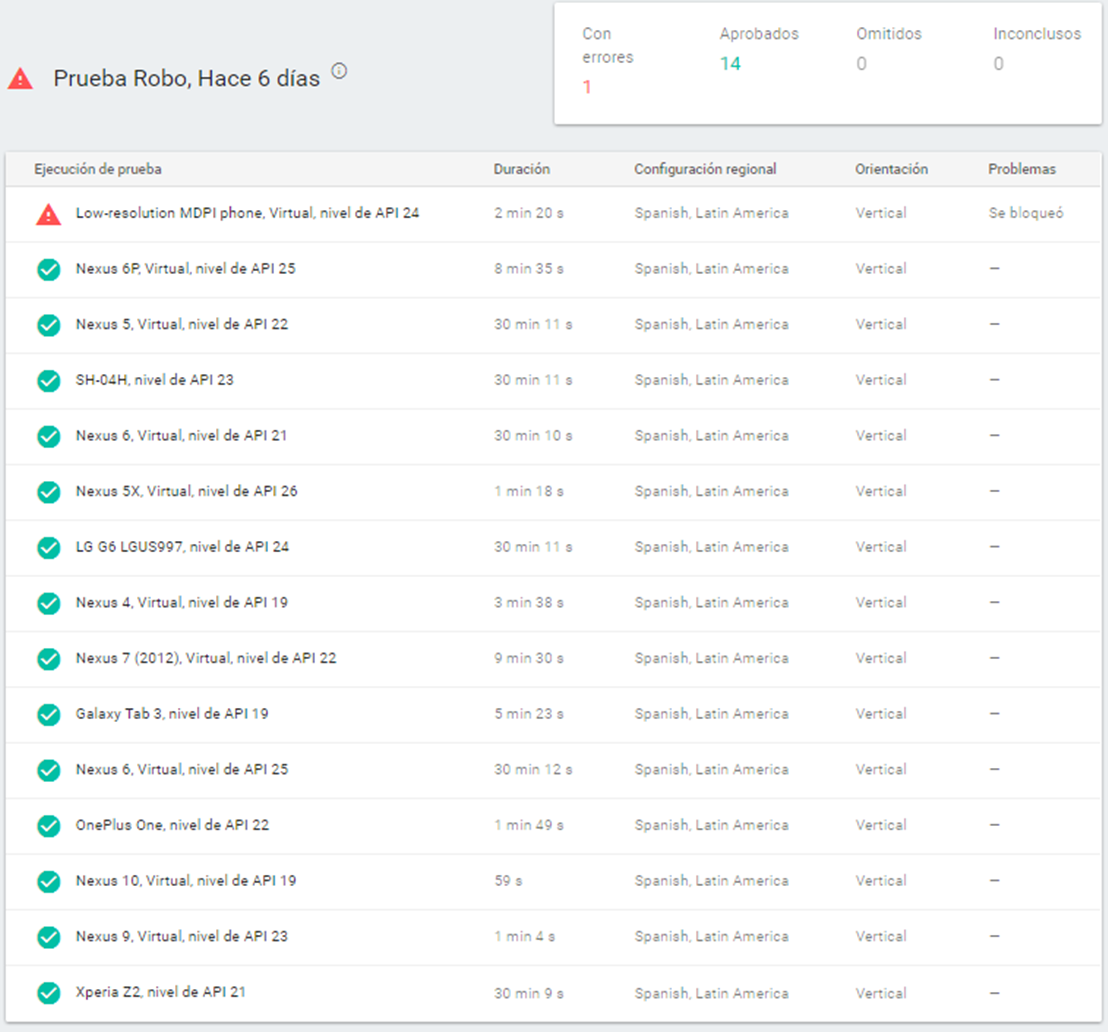 Prueba Robo, Hace 6 días
Con errores Aprobados Omitidos Inconclusos
1 14 0 0
Ejecución de prueba Duración Configuración regional Orientación Problemas
Low-resolution MDPI phone, Virtual, nivel de API 24 2 min 20 s Spanish, Latin America Vertical Se bloqueó
Nexus 6P, Virtual, nivel de API 25 8 min 35 s Spanish, Latin America Vertical –
Nexus 5, Virtual, nivel de API 22 30 min 11 s Spanish, Latin America Vertical –
SH-04H, nivel de API 23 30 min 11 s Spanish, Latin America Vertical –
Nexus 6, Virtual, nivel de API 21 30 min 10 s Spanish, Latin America Vertical –
Nexus 5X, Virtual, nivel de API 26 1 min 18 s Spanish, Latin America Vertical –
LG G6 LGUS997, nivel de API 24 30 min 11 s Spanish, Latin America Vertical –
Nexus 4, Virtual, nivel de API 19 3 min 38 s Spanish, Latin America Vertical –
Nexus 7 (2012), Virtual, nivel de API 22 9 min 30 s Spanish, Latin America Vertical –
Galaxy Tab 3, nivel de API 19 5 min 23 s Spanish, Latin America Vertical –
Nexus 6, Virtual, nivel de API 25 30 min 12 s Spanish, Latin America Vertical –
OnePlus One, nivel de API 22 1 min 49 s Spanish, Latin America Vertical –
Nexus 10, Virtual, nivel de API 19 59 s Spanish, Latin America Vertical –
Nexus 9, Virtual, nivel de API 23 1 min 4 s Spanish, Latin America Vertical –
Xperia Z2, nivel de API 21 30 min 9 s Spanish, Latin America Vertical –